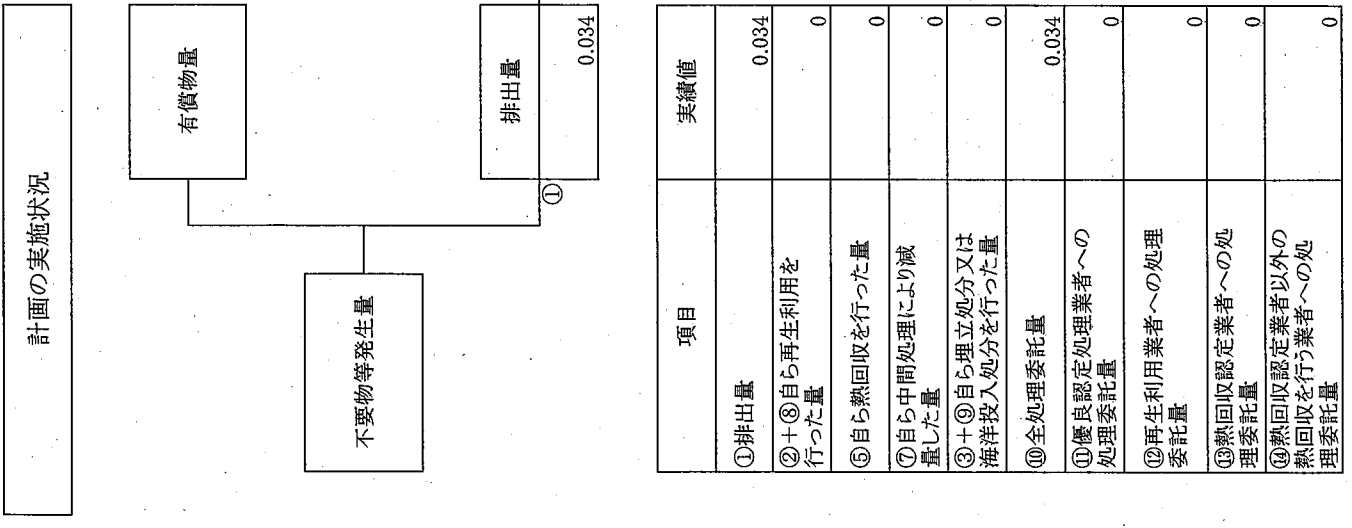 計画の実施状況
有償物量
不要物等発生量
排出量
①
0.034
項目
実績値
①排出量
0.034
②+⑧自ら再生利用を
行った量
0
⑤自ら熱回収を行った量
0
⑦自ら中間処理により減
量した量
0
③+⑨自ら埋立処分又は
海洋投入処分を行った量
0
⑩全処理委託量
0.034
⑪優良認定処理業者への
処理委託量
0
⑫再生利用業者への処理
委託量
0
⑬熱回収認定業者への処
理委託量
0
⑭熱回収認定業者以外の
熱回収を行う業者への処
理委託量
0